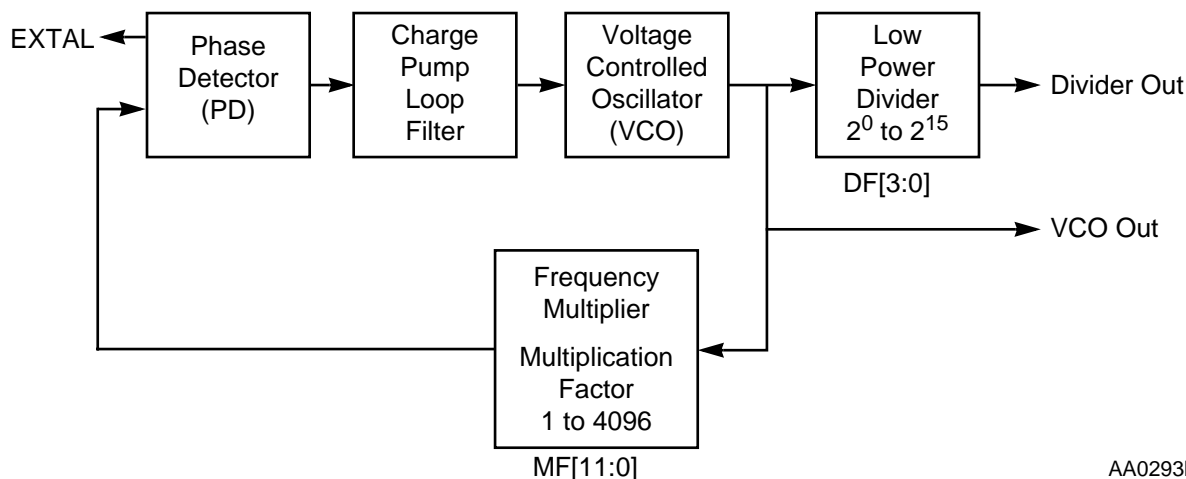 EXTAL
Phase
Detector
(PD)
Charge
Pump
Loop
Filter
Voltage
Controlled
Oscillator
(VCO)
Low
Power
Divider
2^0 to 2^15
DF[3:0]
Divider Out
VCO Out
Frequency
Multiplier
Multiplication
Factor
1 to 4096
MF[11:0]